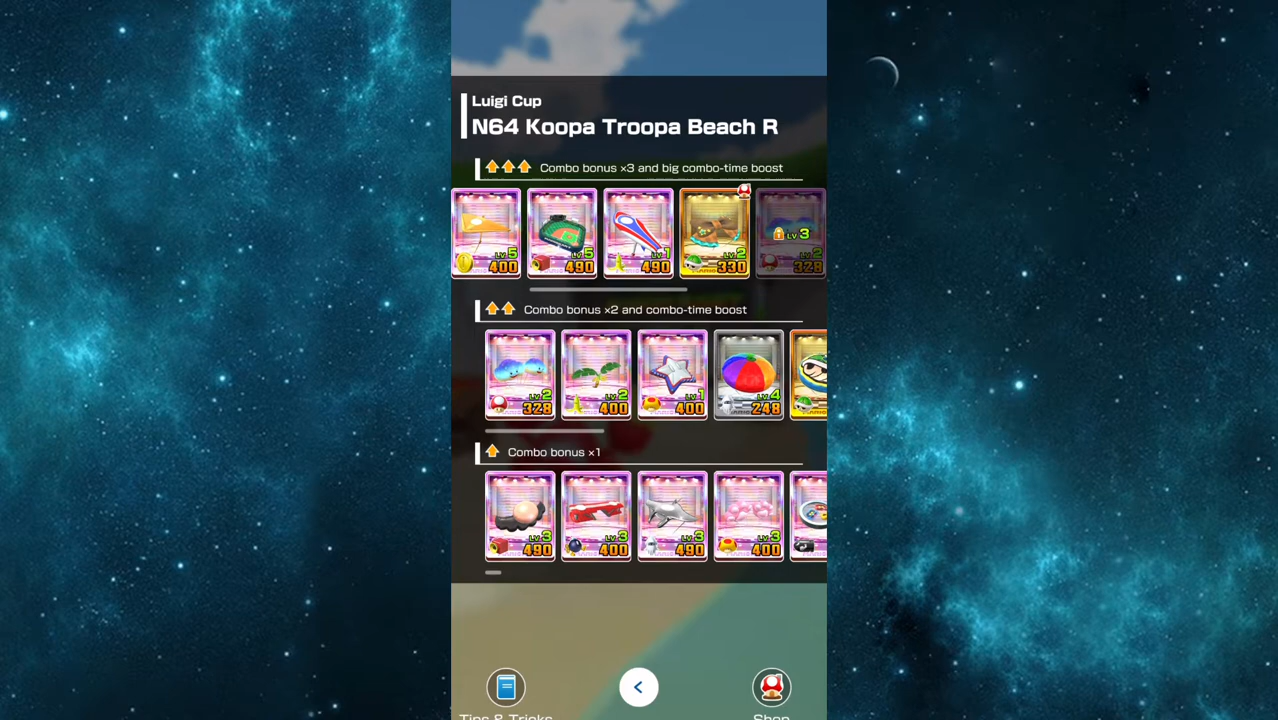 Luigi Cup
N64 Koopa Troopa Beach R
Combo bonus ×3 and big combo-time boost
LV.5 400
LV.5 490
LV.1 490
LV.2 330
LV.3
LV.2 328
Combo bonus ×2 and combo-time boost
LV.2 328
LV.2 400
LV.1 400
LV.4 248
Combo bonus ×1
LV.3 490
LV.3 400
LV.3 490
LV.3 400
Tips & Tricks
Shop